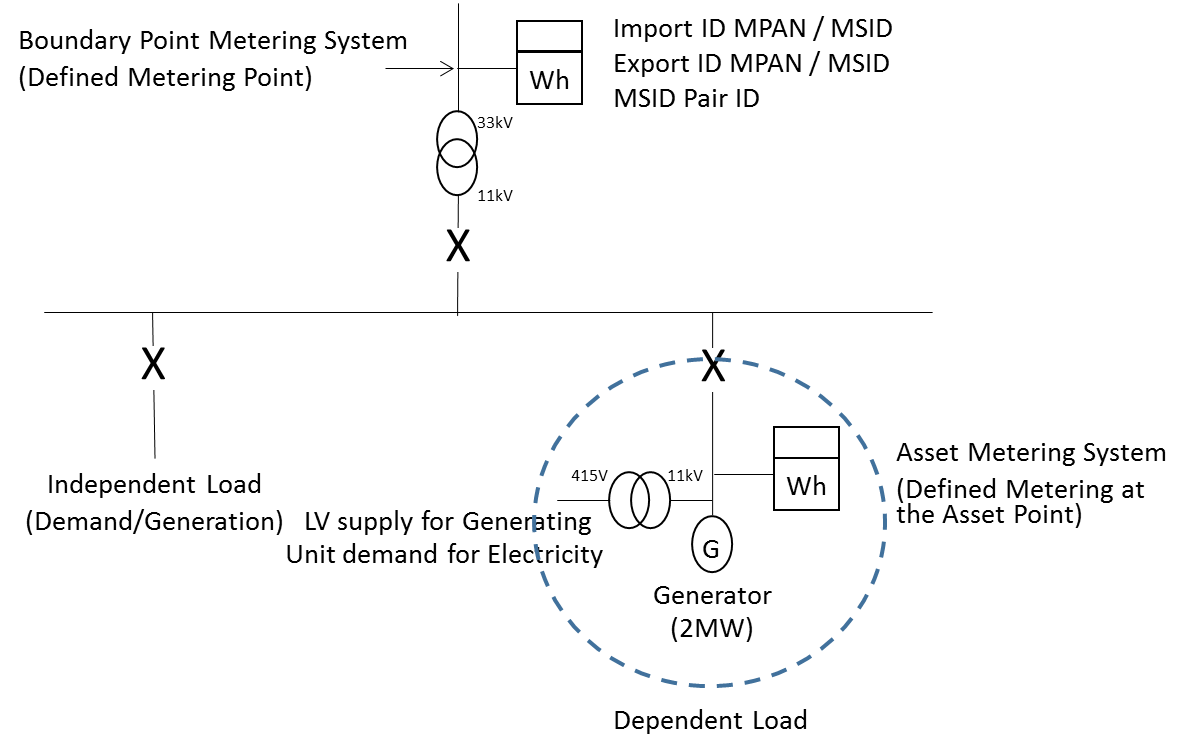 Boundary Point Metering System
(Defined Metering Point)
Wh
Import ID MPAN / MSID
Export ID MPAN / MSID
MSID Pair ID
33kV
11kV
X
X
X
Independent Load
(Demand/Generation)
LV supply for Generating
Unit demand for Electricity
415V
11kV
Wh
G
Generator
(2MW)
Asset Metering System
(Defined Metering at
the Asset Point)
Dependent Load